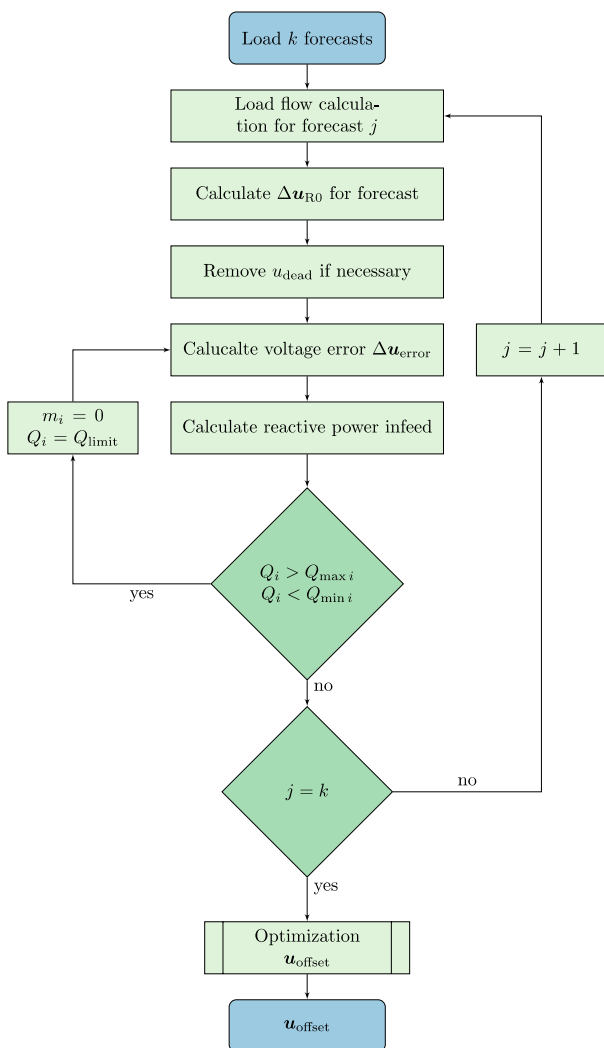 Load k forecasts
Load flow calcula-
tion for forecast j
Calculate Δu_R0 for forecast
Remove u_dead if necessary
Calucalte voltage error Δu_error
j = j + 1
m_i = 0
Q_i = Q_limit
Calculate reactive power infeed
Q_i > Q_max i
Q_i < Q_min i
yes
no
j = k
no
yes
Optimization
u_offset
u_offset